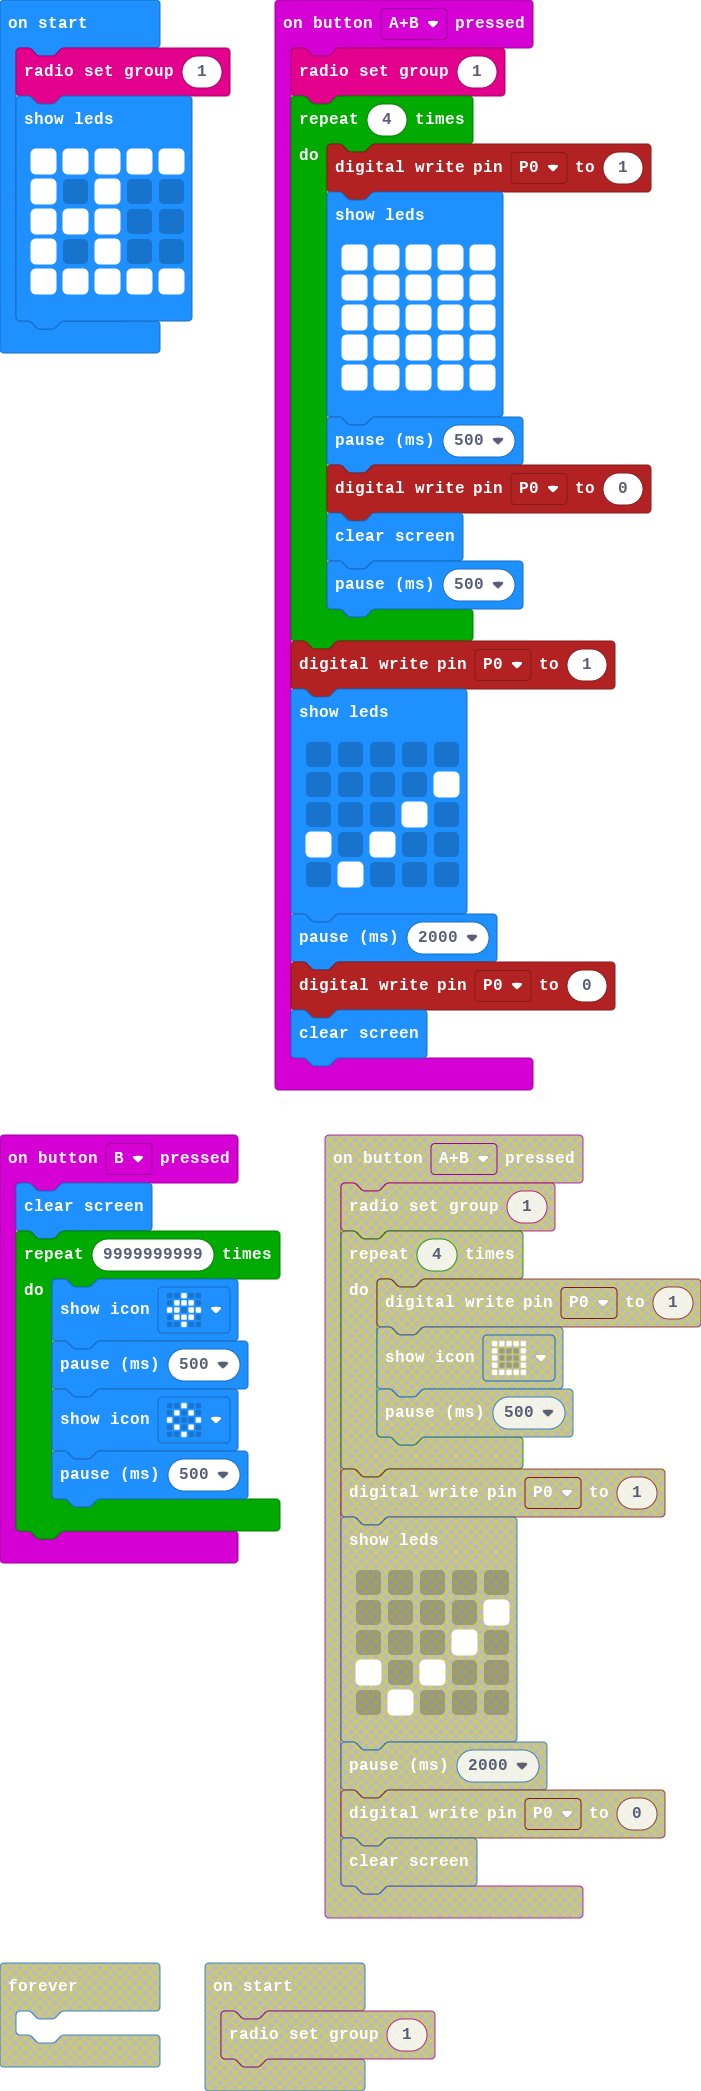 on start
radio set group 1
show leds
on button A+B pressed
radio set group 1
repeat 4 times
do
digital write pin P0 to 1
show leds
pause (ms) 500
digital write pin P0 to 0
clear screen
pause (ms) 500
digital write pin P0 to 1
show leds
pause (ms) 2000
digital write pin P0 to 0
clear screen
on button B pressed
clear screen
repeat 9999999999 times
do
show icon
pause (ms) 500
show icon
pause (ms) 500
on button A+B pressed
radio set group 1
repeat 4 times
do
digital write pin P0 to 1
show icon
pause (ms) 500
digital write pin P0 to 1
show leds
pause (ms) 2000
digital write pin P0 to 0
clear screen
forever
on start
radio set group 1